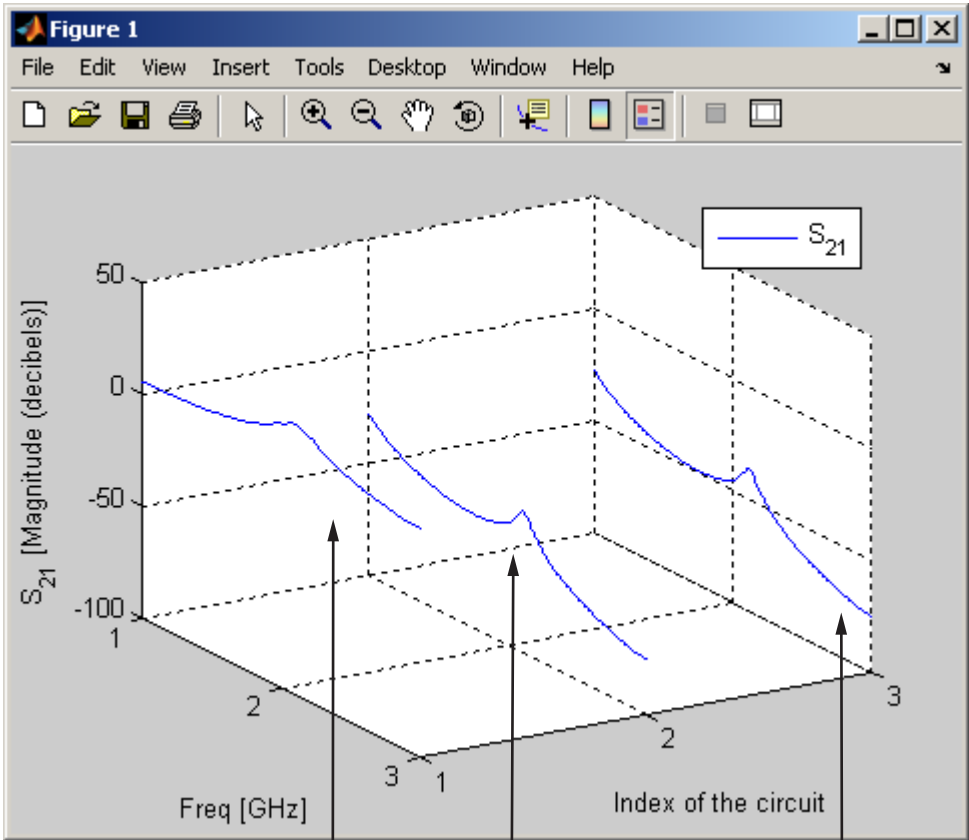 Figure 1
File Edit View Insert Tools Desktop Window Help
S21
50
0
-50
-100
S21 [Magnitude (decibels)]
1
2
3
Freq [GHz]
1
2
3
Index of the circuit